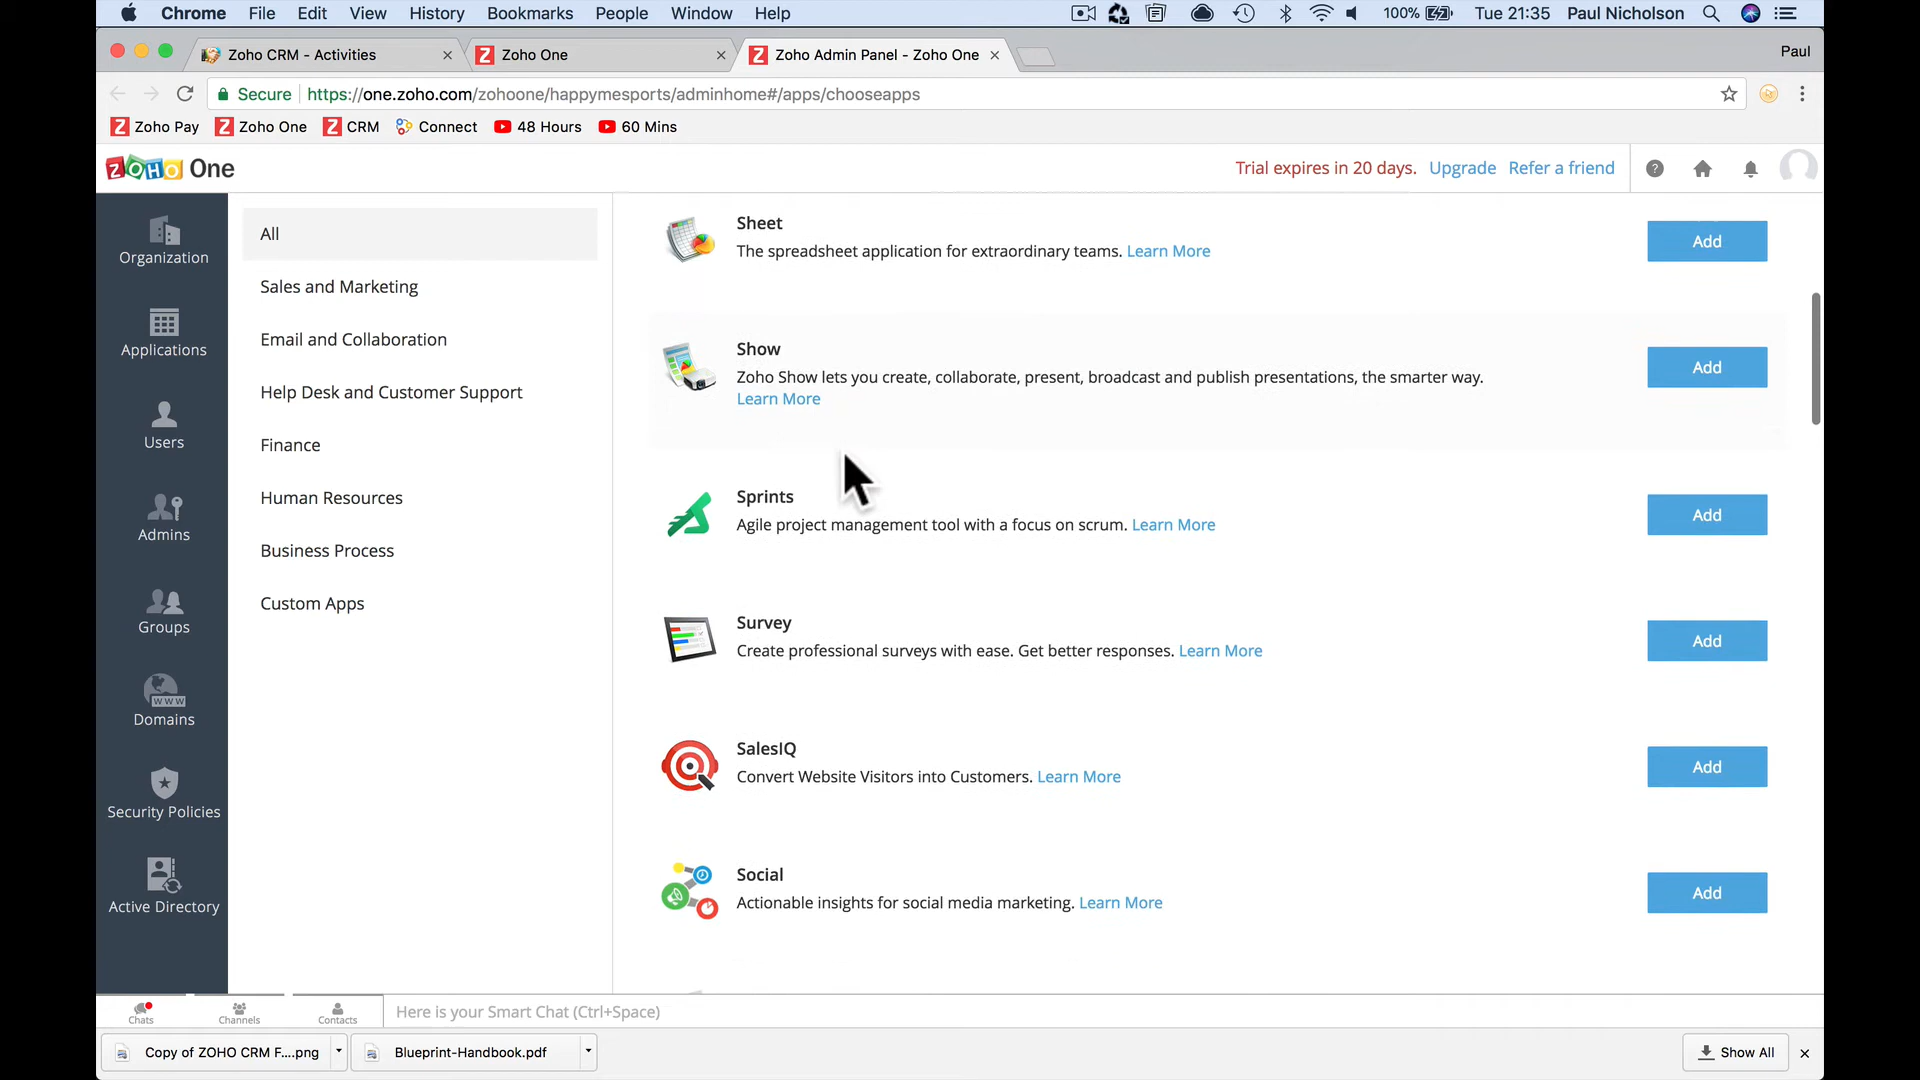 Chrome File Edit View History Bookmarks People Window Help 100% Tue 21:35 Paul Nicholson
Zoho CRM - Activities Zoho One Zoho Admin Panel - Zoho One Paul
Secure https://one.zoho.com/zohoone/happymesports/adminhome#/apps/chooseapps
Zoho Pay Zoho One CRM Connect 48 Hours 60 Mins
ZOHO One Trial expires in 20 days. Upgrade Refer a friend
Organization
Applications
Users
Admins
Groups
Domains
Security Policies
Active Directory
All
Sales and Marketing
Email and Collaboration
Help Desk and Customer Support
Finance
Human Resources
Business Process
Custom Apps
Sheet
The spreadsheet application for extraordinary teams. Learn More
Add
Show
Zoho Show lets you create, collaborate, present, broadcast and publish presentations, the smarter way.
Learn More
Add
Sprints
Agile project management tool with a focus on scrum. Learn More
Add
Survey
Create professional surveys with ease. Get better responses. Learn More
Add
SalesIQ
Convert Website Visitors into Customers. Learn More
Add
Social
Actionable insights for social media marketing. Learn More
Add
Chats Channels Contacts Here is your Smart Chat (Ctrl+Space)
Copy of ZOHO CRM F....png Blueprint-Handbook.pdf Show All